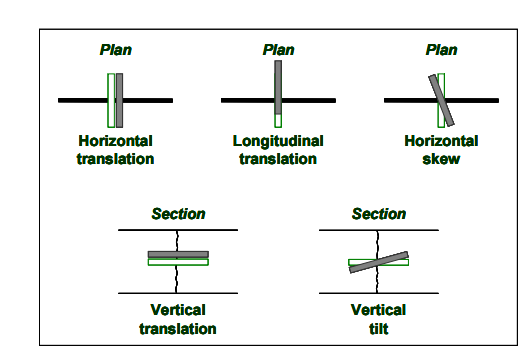 Plan
Plan
Plan
Horizontal
translation
Longitudinal
translation
Horizontal
skew
Section
Section
Vertical
translation
Vertical
tilt